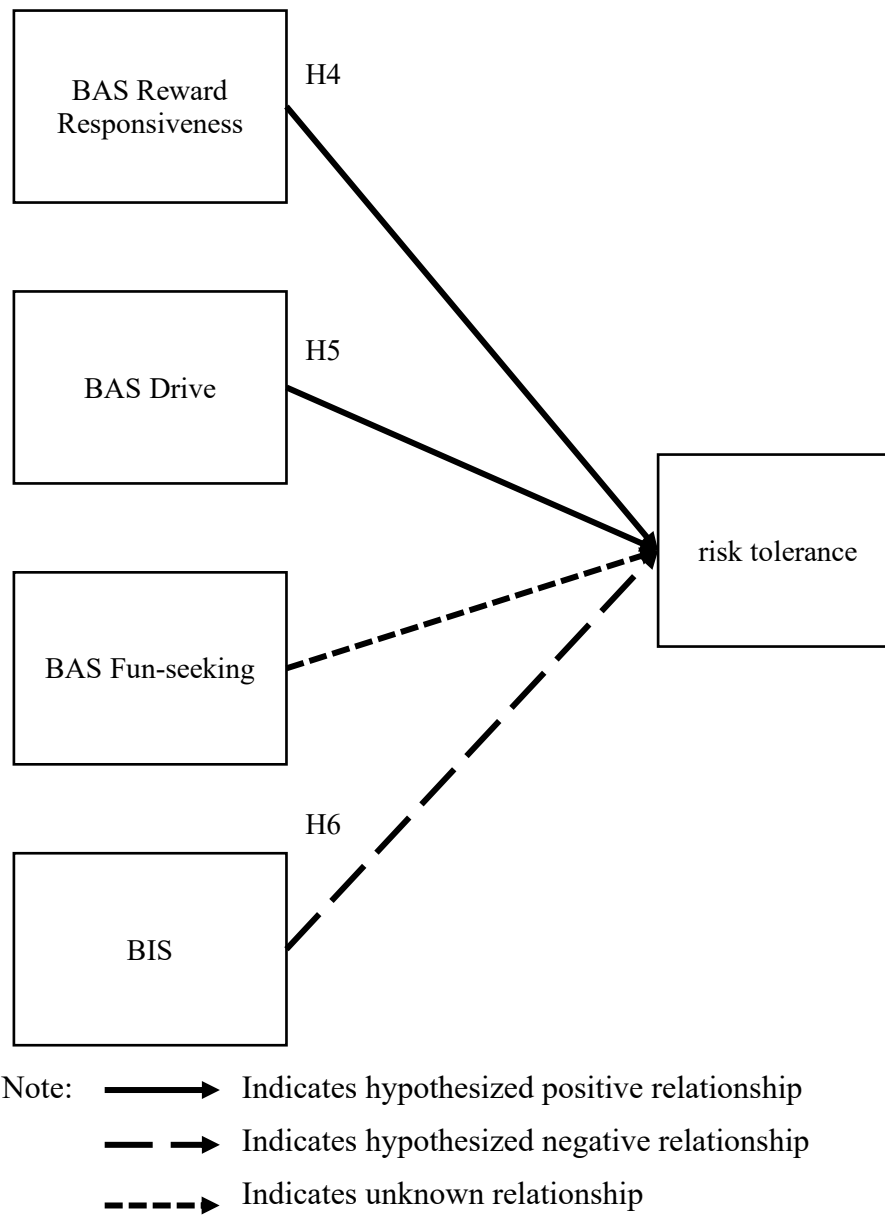 H4
BAS Reward
Responsiveness
H5
BAS Drive
risk tolerance
BAS Fun-seeking
H6
BIS
Note:
Indicates hypothesized positive relationship
Indicates hypothesized negative relationship
Indicates unknown relationship